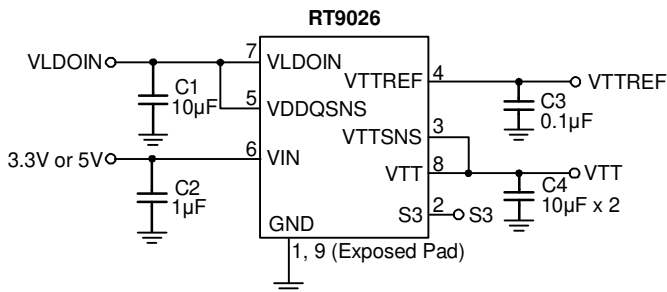 RT9026
VLDOIN
7
VLDOIN
C1
10µF
5
VDDQSNS
3.3V or 5V
6
VIN
C2
1µF
VTTREF
4
VTTREF
C3
0.1µF
VTTSNS
3
VTT
8
VTT
C4
10µF x 2
S3
2
S3
GND
1, 9 (Exposed Pad)